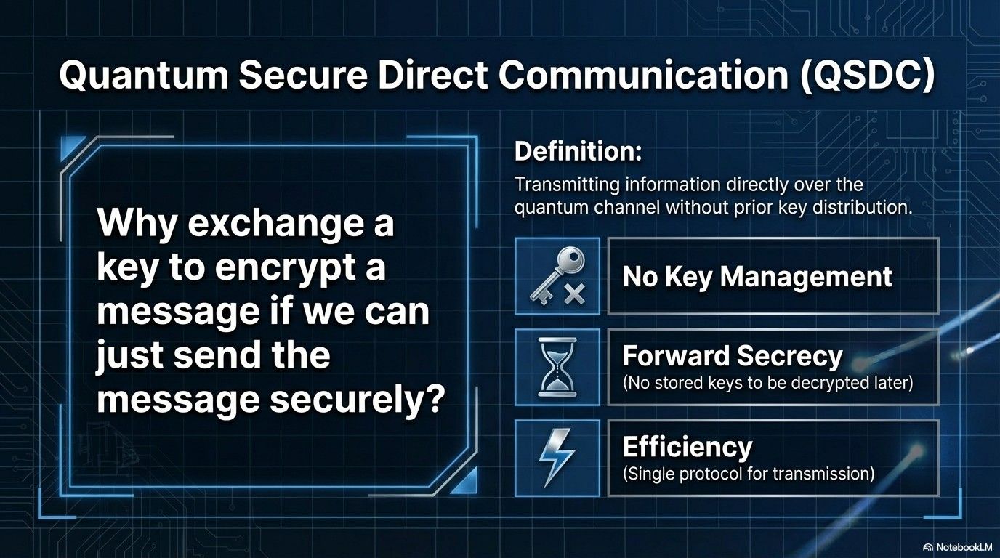 Quantum Secure Direct Communication (QSDC)
Why exchange a
key to encrypt a
message if we can
just send the
message securely?
Definition:
Transmitting information directly over the
quantum channel without prior key distribution.
No Key Management
Forward Secrecy
(No stored keys to be decrypted later)
Efficiency
(Single protocol for transmission)
NotebookLM